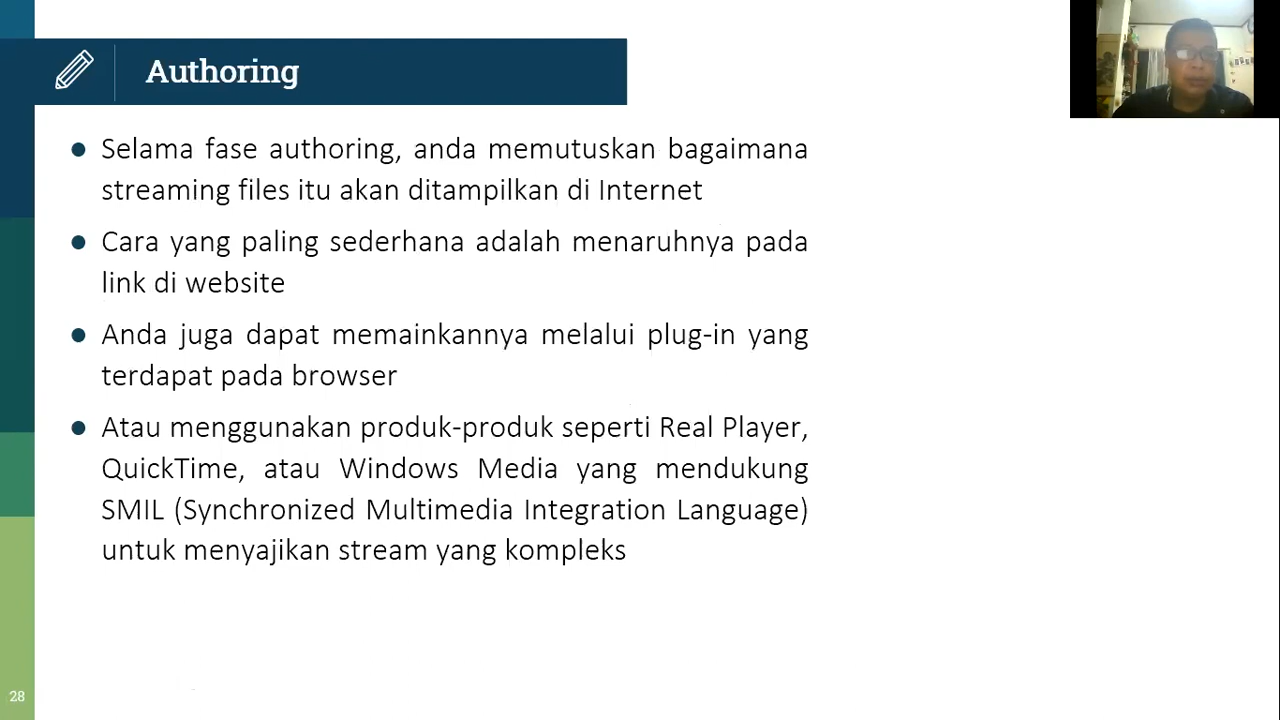 Authoring
Selama fase authoring, anda memutuskan bagaimana
streaming files itu akan ditampilkan di Internet
Cara yang paling sederhana adalah menaruhnya pada
link di website
Anda juga dapat memainkannya melalui plug-in yang
terdapat pada browser
Atau menggunakan produk-produk seperti Real Player,
QuickTime, atau Windows Media yang mendukung
SMIL (Synchronized Multimedia Integration Language)
untuk menyajikan stream yang kompleks
28